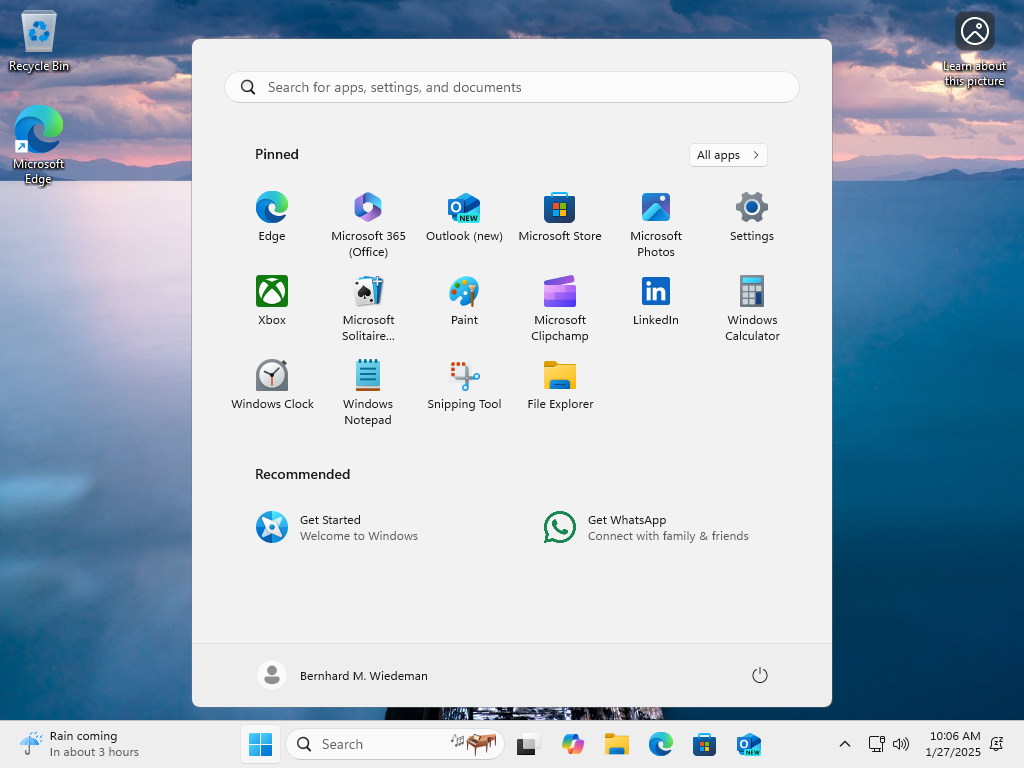 Recycle Bin
Microsoft
Edge
Learn about
this picture
Search for apps, settings, and documents
Pinned
All apps
Edge
Microsoft 365
(Office)
NEW
Outlook (new)
Microsoft Store
Microsoft
Photos
Settings
Xbox
Microsoft
Solitaire...
Paint
Microsoft
Clipchamp
in
LinkedIn
Windows
Calculator
Windows Clock
Windows
Notepad
Snipping Tool
File Explorer
Recommended
Get Started
Welcome to Windows
Get WhatsApp
Connect with family & friends
Bernhard M. Wiedeman
Rain coming
In about 3 hours
Search
NEW
10:06 AM
1/27/2025